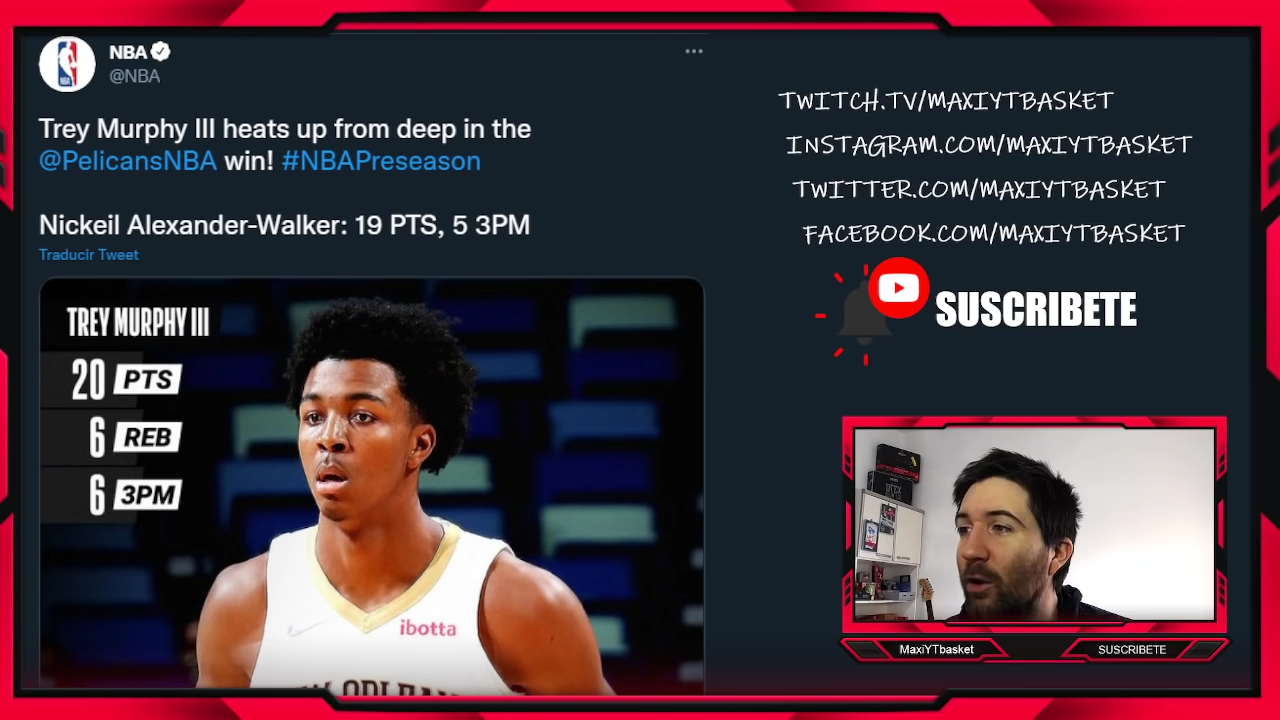 NBA
@NBA
Trey Murphy III heats up from deep in the
@PelicansNBA win! #NBAPreseason
Nickeil Alexander-Walker: 19 PTS, 5 3PM
Traducir Tweet
TREY MURPHY III
20 PTS
6 REB
6 3PM
ibotta
TWITCH.TV/MAXIYTBASKET
INSTAGRAM.COM/MAXIYTBASKET
TWITTER.COM/MAXIYTBASKET
FACEBOOK.COM/MAXIYTBASKET
SUSCRIBETE
MaxiYTbasket
SUSCRIBETE